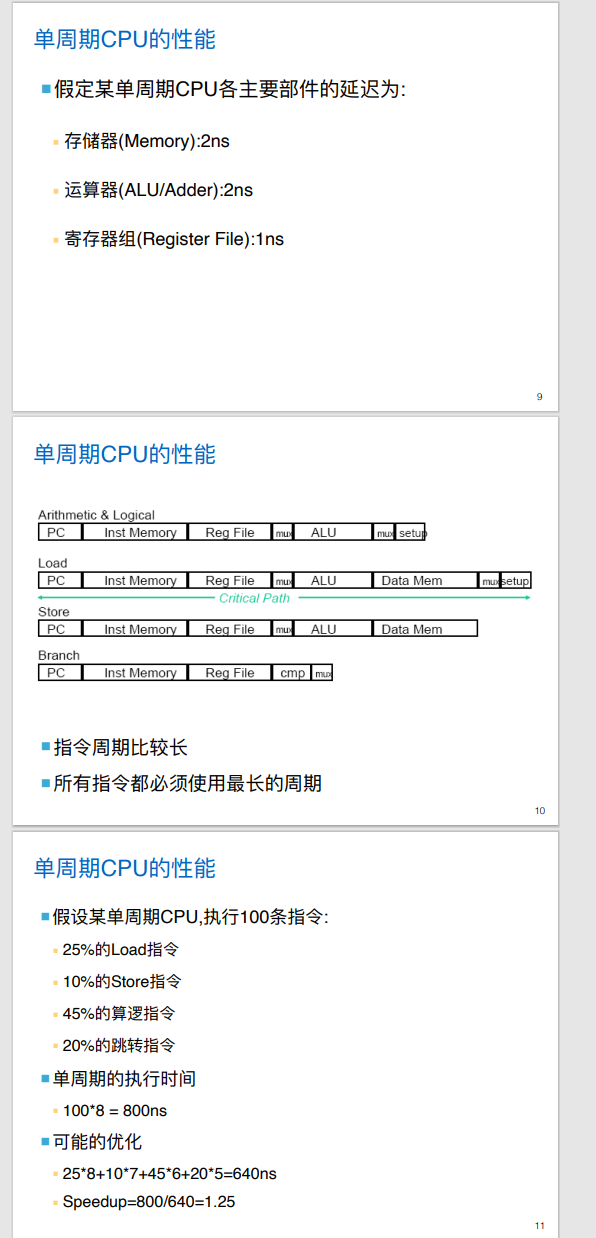 单周期CPU的性能
假定某单周期CPU各主要部件的延迟为:
存储器(Memory):2ns
运算器(ALU/Adder):2ns
寄存器组(Register File):1ns
9
单周期CPU的性能
Arithmetic & Logical
PC Inst Memory Reg File mux ALU mux setup
Load
PC Inst Memory Reg File mux ALU Data Mem mux setup
Critical Path
Store
PC Inst Memory Reg File mux ALU Data Mem
Branch
PC Inst Memory Reg File cmp mux
指令周期比较长
所有指令都必须使用最长的周期
10
单周期CPU的性能
假设某单周期CPU,执行100条指令:
25%的Load指令
10%的Store指令
45%的算逻指令
20%的跳转指令
单周期的执行时间
100*8 = 800ns
可能的优化
25*8+10*7+45*6+20*5=640ns
Speedup=800/640=1.25
11